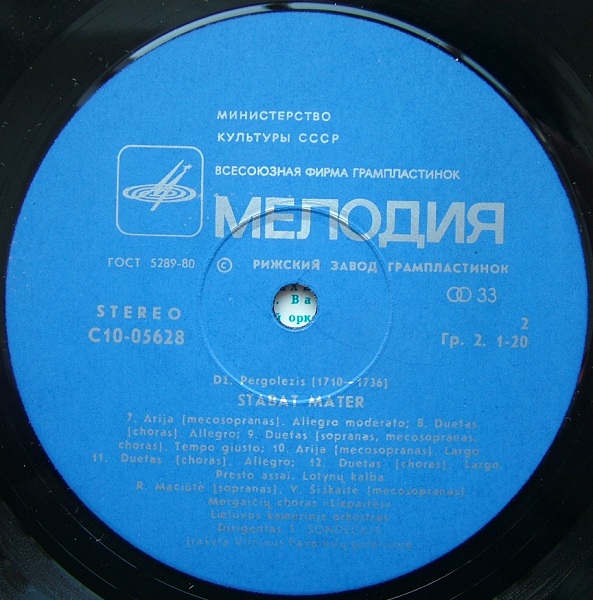 МИНИСТЕРСТВО
КУЛЬТУРЫ СССР
ВСЕСОЮЗНАЯ ФИРМА ГРАМПЛАСТИНОК
МЕЛОДИЯ
ГОСТ 5289-80 © РИЖСКИЙ ЗАВОД ГРАМПЛАСТИНОК
STEREO
С10-05628
33
2
Гр. 2. 1-20
Ва
орк
Dž. Pergolezis (1710—1736)
STABAT MATER
7. Arija (mecosopranas). Allegro moderato; 8. Duetas
(choras). Allegro; 9. Duetas (sopranas, mecosopranas,
choras). Tempo giusto; 10. Arija (mecosopranas). Largo
11. Duetas (choras). Allegro; 12. Duetas (choras). Largo.
Presto assai. Lotynų kalba
R. Maciūtė (sopranas), V. Šiškaitė (mecosopranas)
Mergaičių choras «Liepaitės»
Lietuvos kamerinis orkestras
Dirigentas S. SONDECKIS